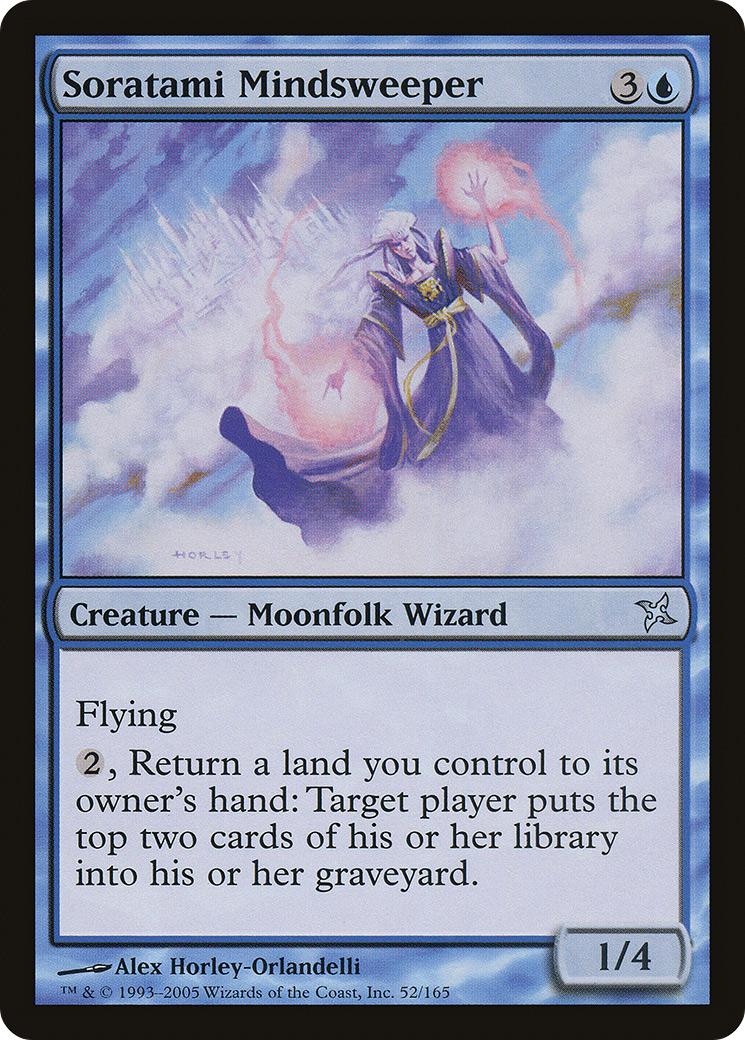 Soratami Mindsweeper 3
HORLEY
Creature — Moonfolk Wizard
Flying
2, Return a land you control to its
owner's hand: Target player puts the
top two cards of his or her library
into his or her graveyard.
1/4
Alex Horley-Orlandelli
™ & © 1993–2005 Wizards of the Coast, Inc. 52/165